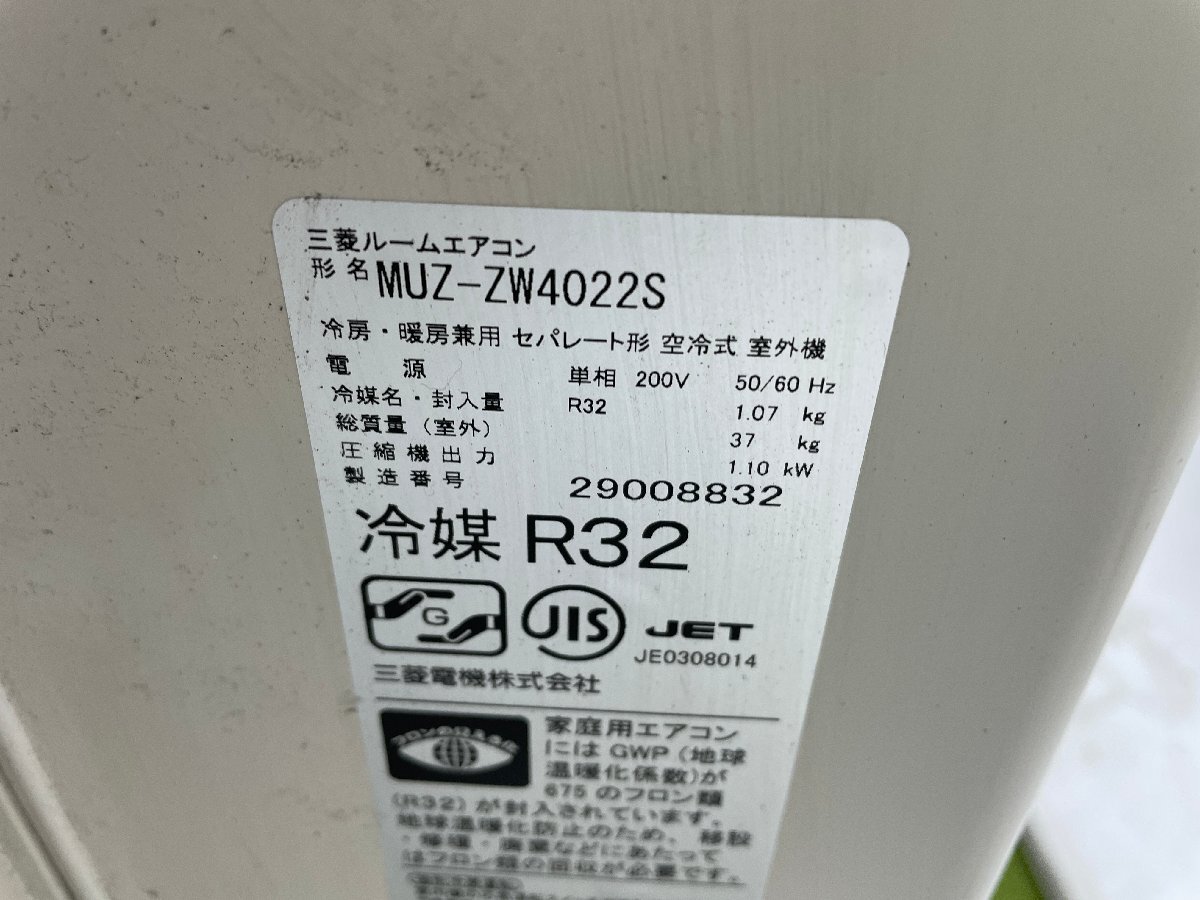 三菱ルームエアコン
形名 MUZ-ZW4022S
冷房・暖房兼用 セパレート形 空冷式 室外機
電源 単相 200V 50/60 Hz
冷媒名・封入量 R32 1.07 kg
総質量（室外） 37 kg
圧縮機出力 1.10 kW
製造番号 29008832
冷媒 R32
G
JIS
JET
JE0308014
三菱電機株式会社
フロンの見える化
家庭用エアコン
には GWP（地球
温暖化係数）が
675 のフロン類
（R32）が封入されています。
地球温暖化防止のため、移設
・修理・廃棄などにあたって
はフロン類の回収が必要です。